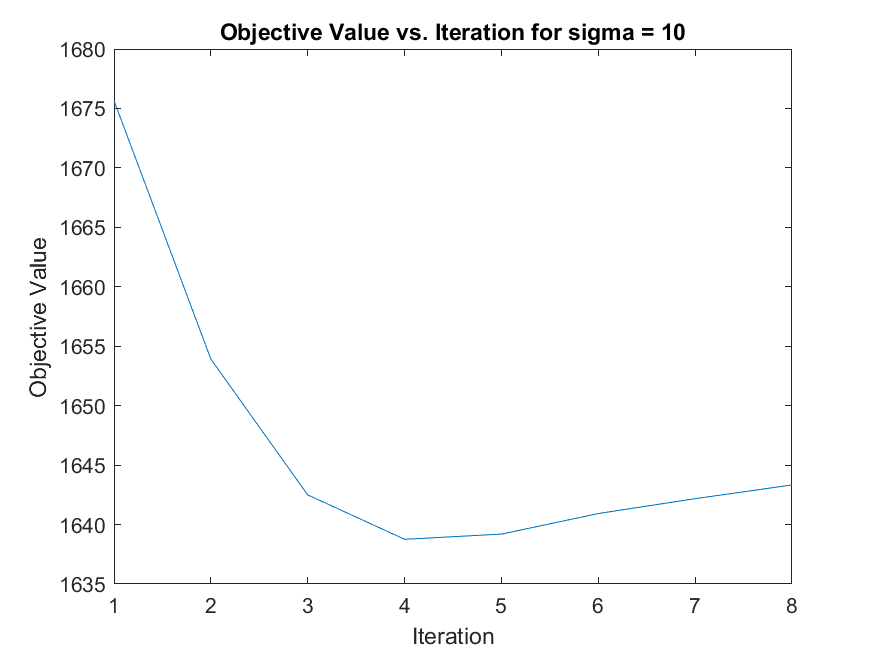 Objective Value vs. Iteration for sigma = 10
1680
1675
1670
1665
1660
1655
1650
1645
1640
1635
Objective Value
1 2 3 4 5 6 7 8
Iteration